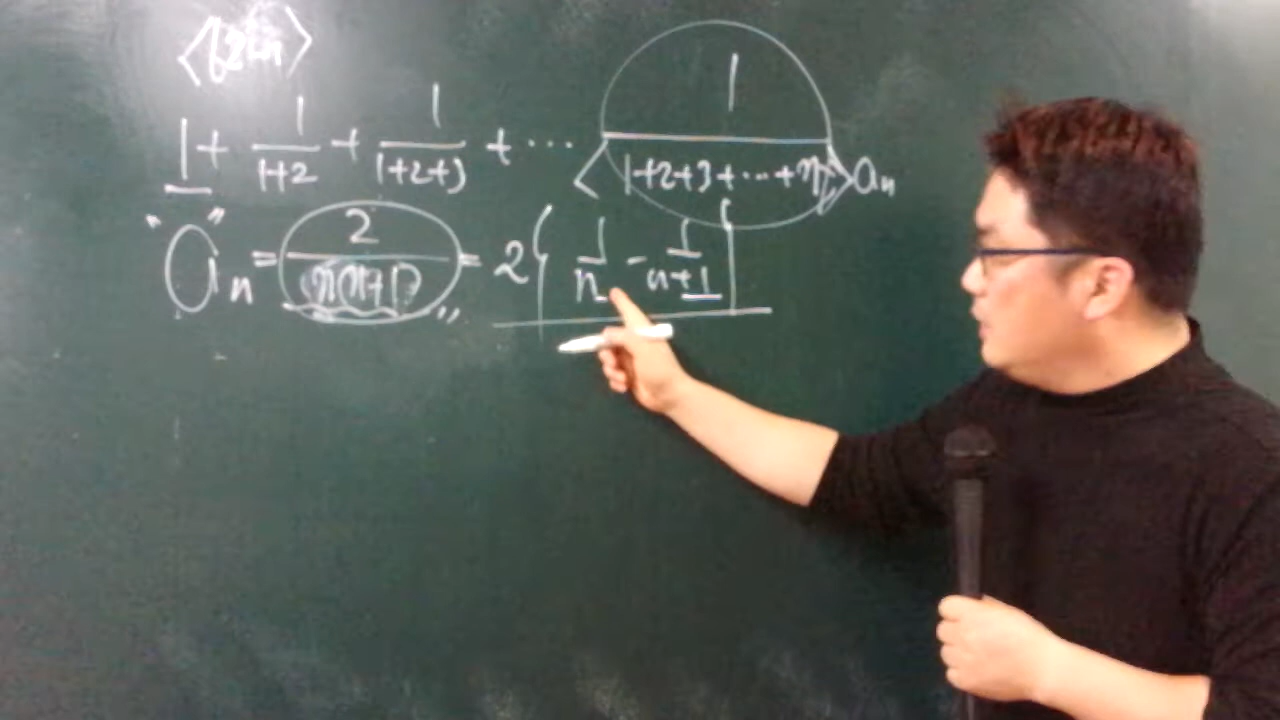 1 + 1/(1+2) + 1/(1+2+3) + ... 1/(1+2+3+...+n) an
"an" = 2/(n(n+1)) = 2{1/n - 1/(n+1)}